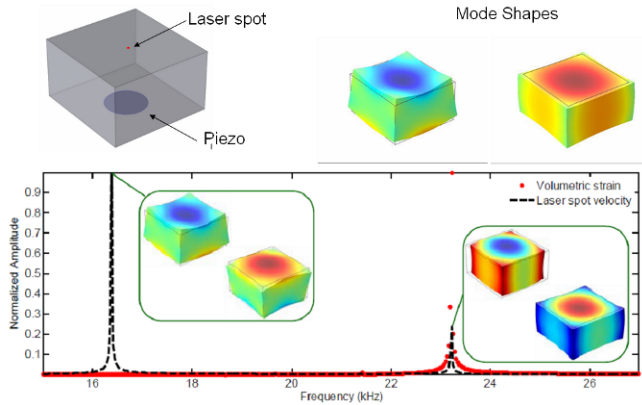 Laser spot
Mode Shapes
Piezo
Volumetric strain
Laser spot velocity
Normalized Amplitude
0.9
0.8
0.7
0.6
0.5
0.4
0.3
0.2
0.1
16
18
20
22
24
26
Frequency (kHz)